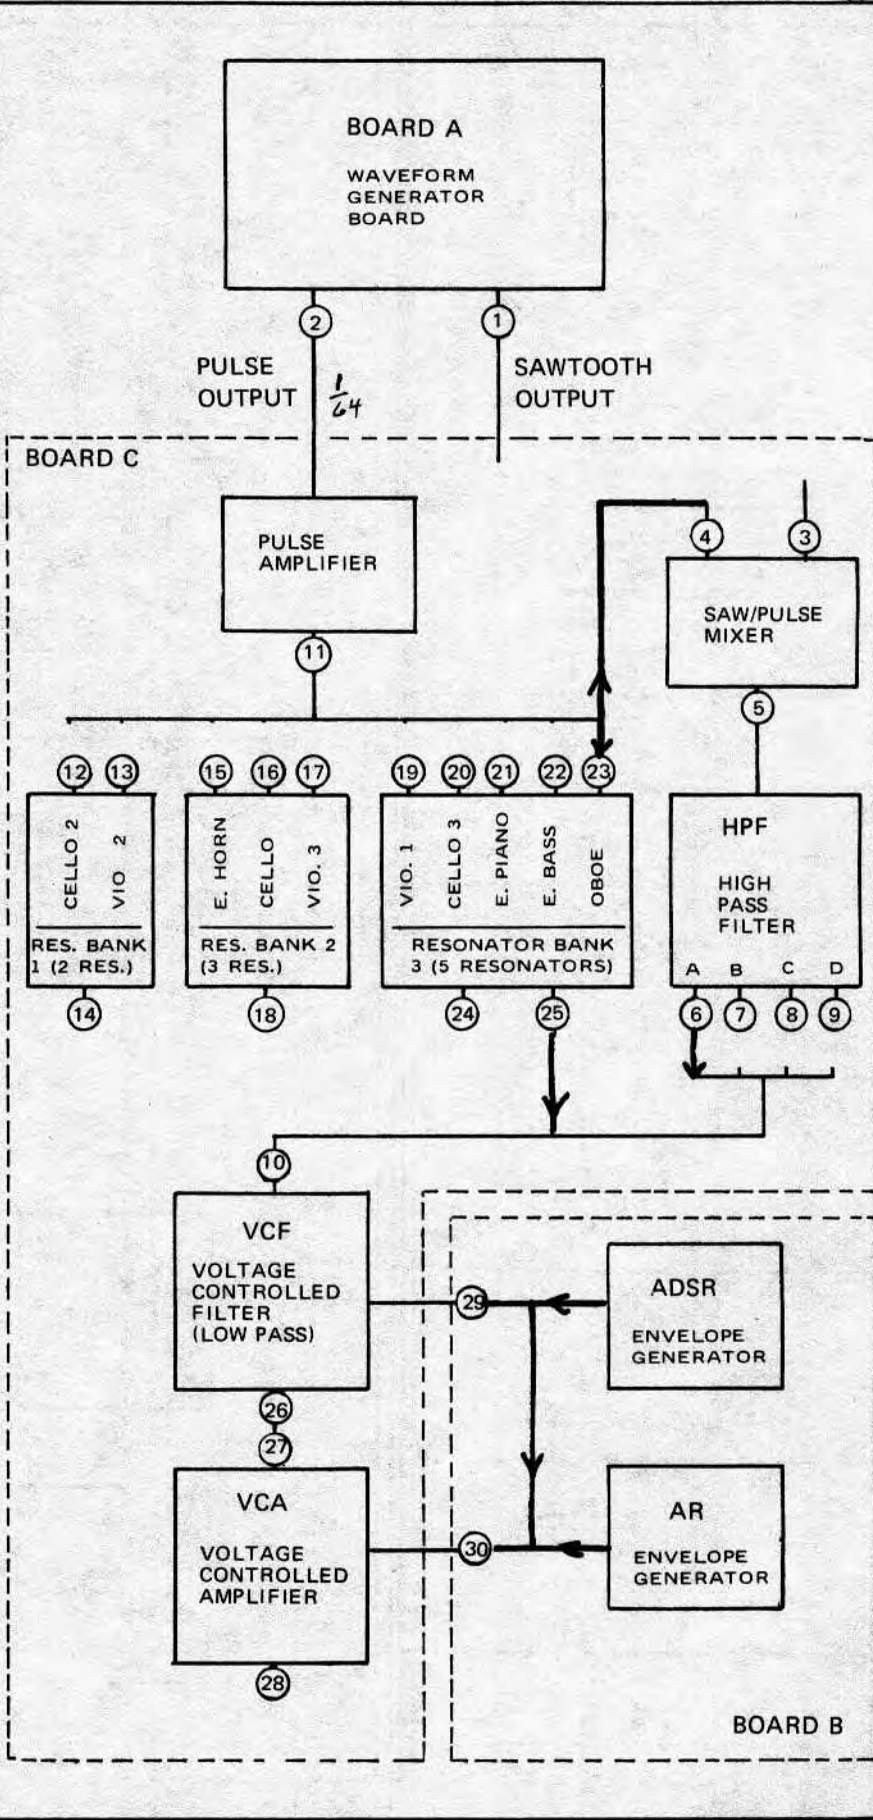 BOARD A
WAVEFORM
GENERATOR
BOARD
2
1
PULSE
OUTPUT
1/64
SAWTOOTH
OUTPUT
BOARD C
PULSE
AMPLIFIER
11
4
3
SAW/PULSE
MIXER
5
12
13
CELLO 2
VIO 2
RES. BANK
1 (2 RES.)
14
15
16
17
E. HORN
CELLO
VIO. 3
RES. BANK 2
(3 RES.)
18
19
20
21
22
23
VIO. 1
CELLO 3
E. PIANO
E. BASS
OBOE
RESONATOR BANK
3 (5 RESONATORS)
24
25
HPF
HIGH
PASS
FILTER
A B C D
6 7 8 9
10
VCF
VOLTAGE
CONTROLLED
FILTER
(LOW PASS)
29
ADSR
ENVELOPE
GENERATOR
26
27
VCA
VOLTAGE
CONTROLLED
AMPLIFIER
30
AR
ENVELOPE
GENERATOR
28
BOARD B